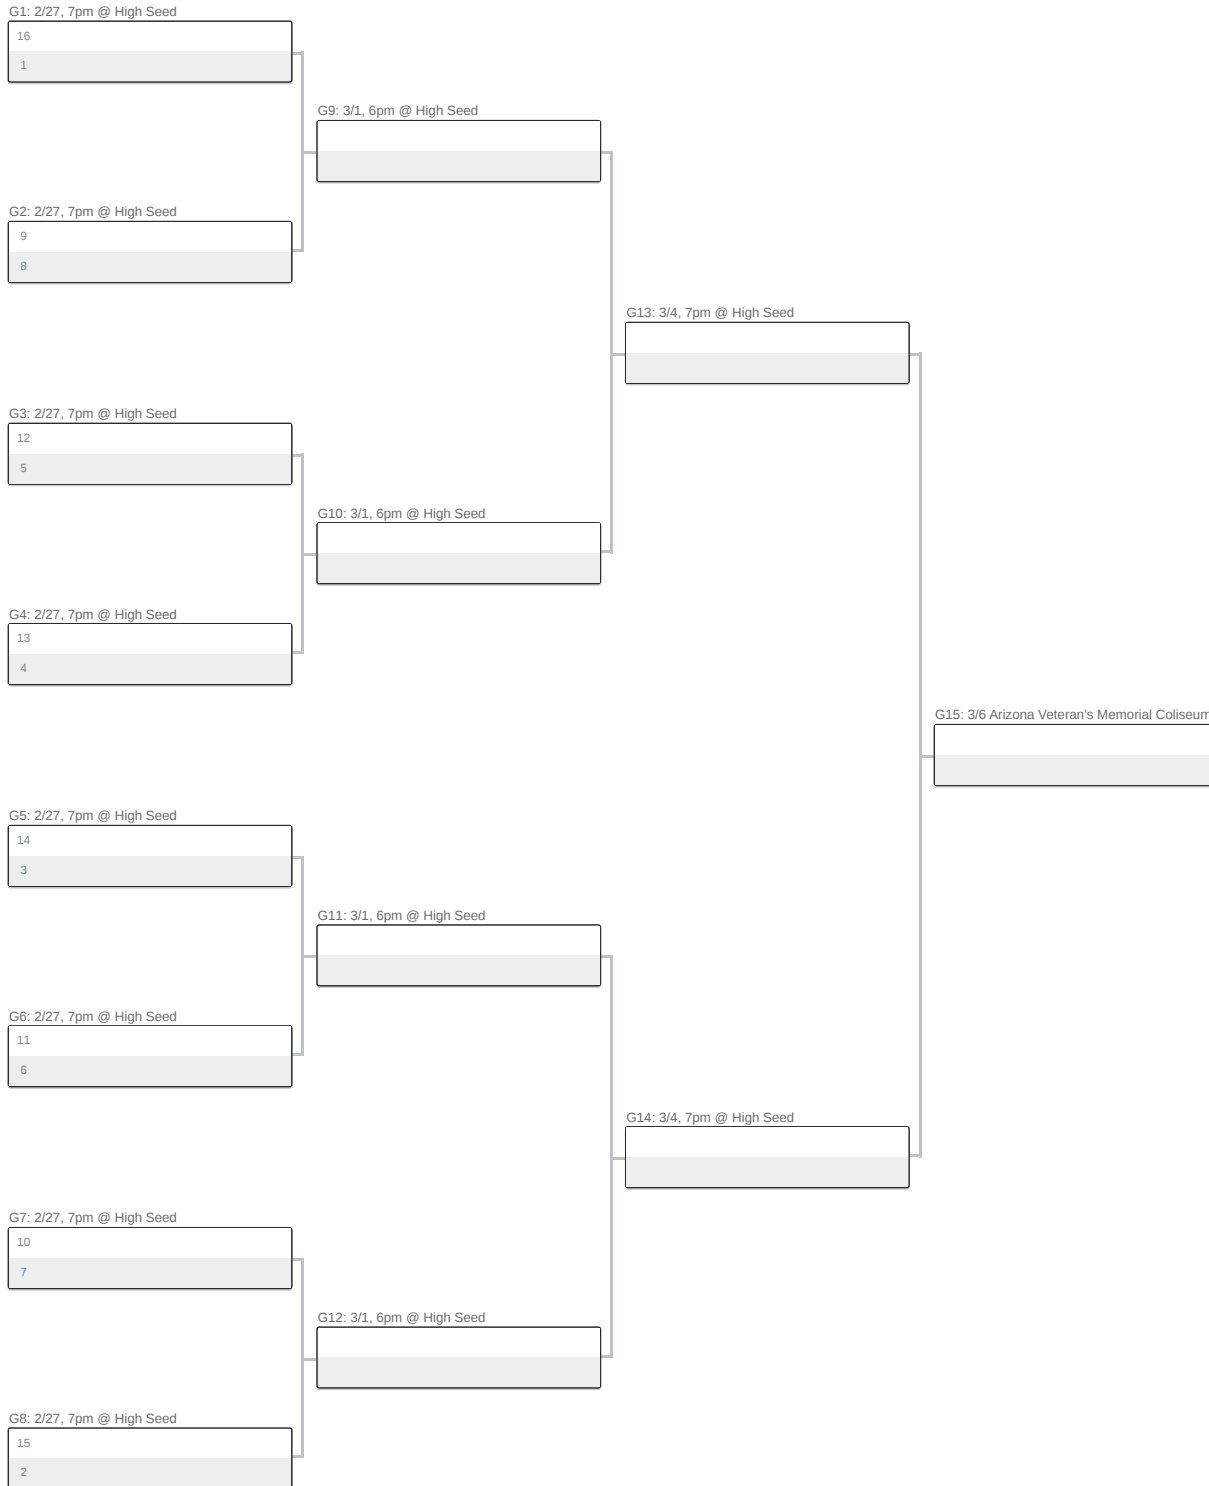 G1: 2/27, 7pm @ High Seed
16
1
G9: 3/1, 6pm @ High Seed
G2: 2/27, 7pm @ High Seed
9
8
G13: 3/4, 7pm @ High Seed
G3: 2/27, 7pm @ High Seed
12
5
G10: 3/1, 6pm @ High Seed
G4: 2/27, 7pm @ High Seed
13
4
G15: 3/6 Arizona Veteran's Memorial Coliseum
G5: 2/27, 7pm @ High Seed
14
3
G11: 3/1, 6pm @ High Seed
G6: 2/27, 7pm @ High Seed
11
6
G14: 3/4, 7pm @ High Seed
G7: 2/27, 7pm @ High Seed
10
7
G12: 3/1, 6pm @ High Seed
G8: 2/27, 7pm @ High Seed
15
2